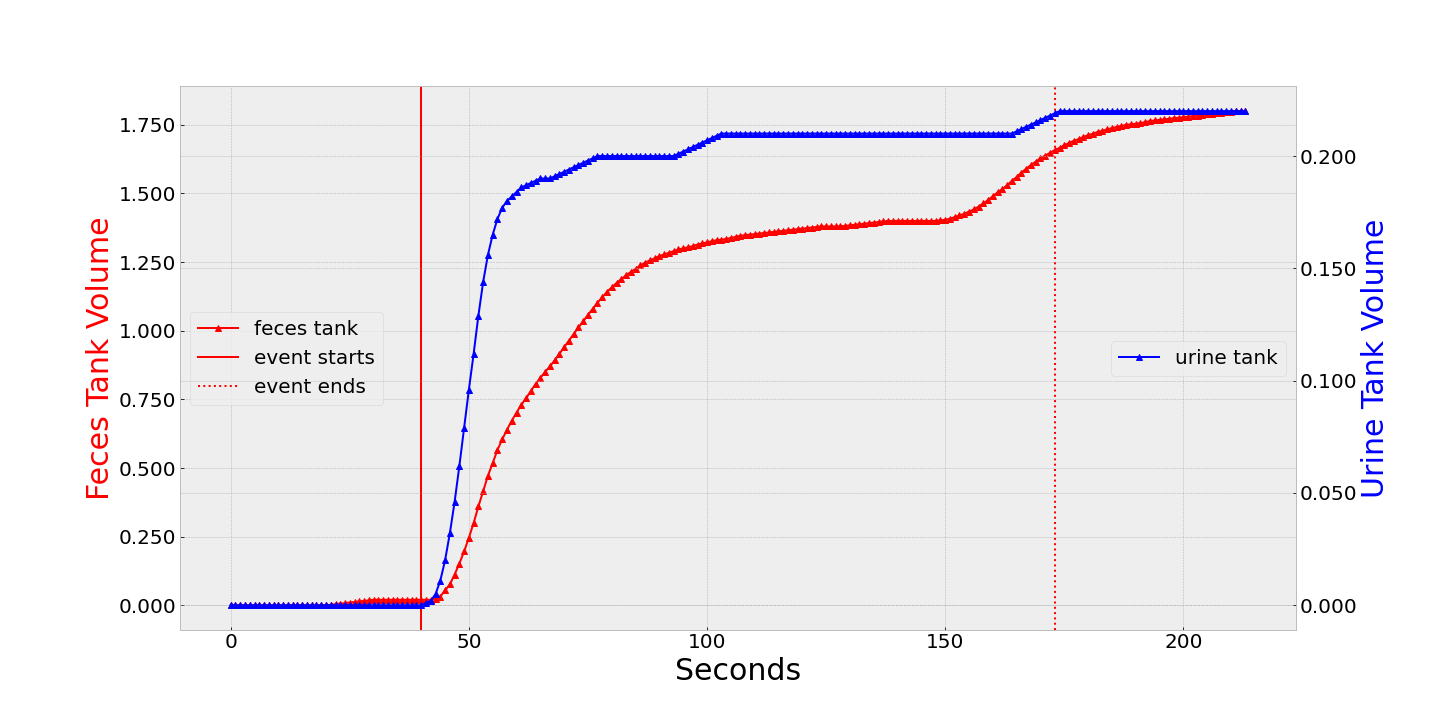 1.750
1.500
1.250
1.000
0.750
0.500
0.250
0.000
Feces Tank Volume
feces tank
event starts
event ends
urine tank
0.200
0.150
0.100
0.050
0.000
Urine Tank Volume
0 50 100 150 200
Seconds